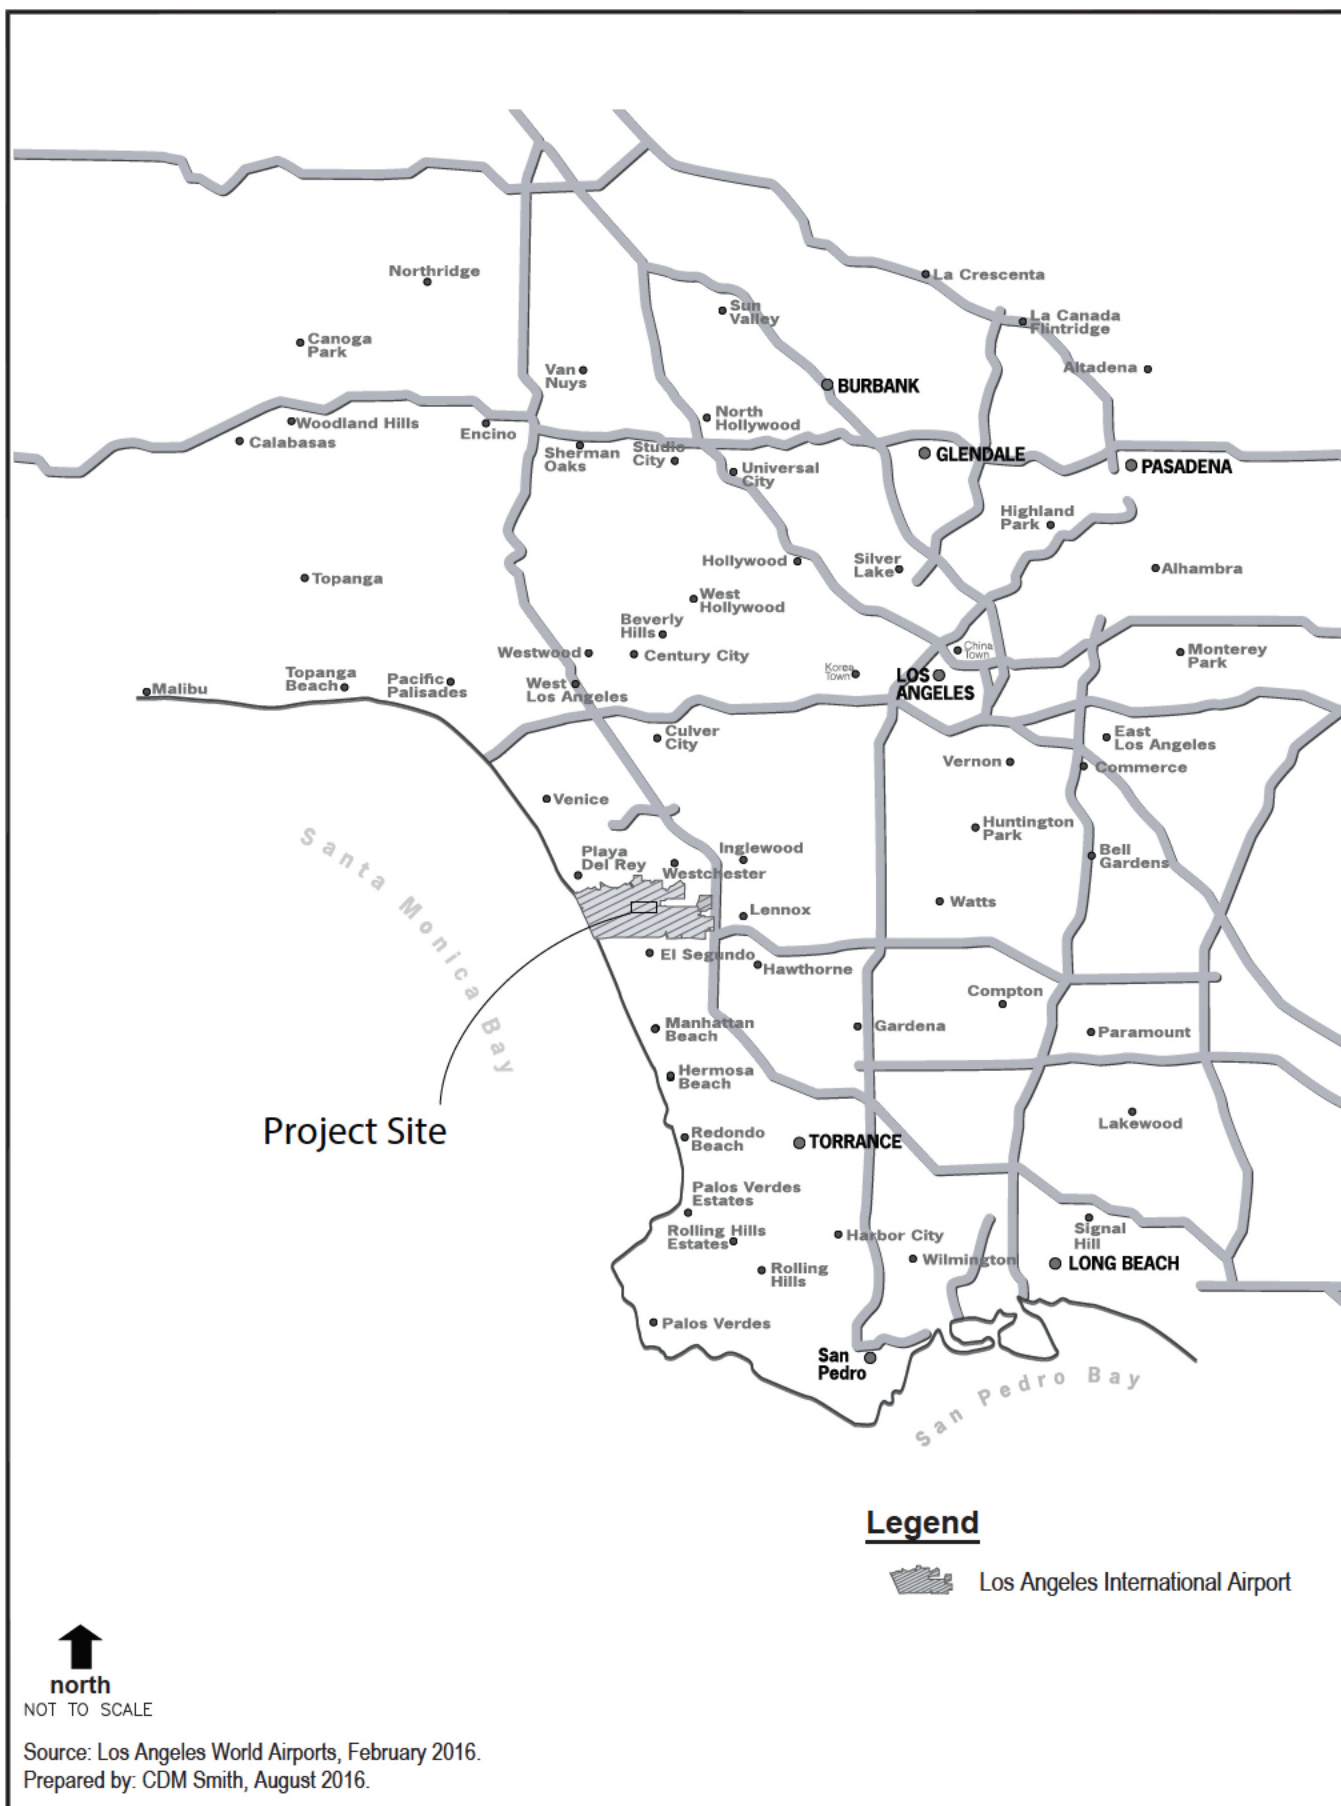 Northridge
La Crescenta
Sun
Valley
La Canada
Flintridge
Canoga
Park
Van
Nuys
Altadena
BURBANK
North
Hollywood
Woodland Hills
Calabasas
Encino
Sherman
Oaks
Studio
City
Universal
City
GLENDALE
PASADENA
Highland
Park
Hollywood
Silver
Lake
Alhambra
Topanga
West
Hollywood
Beverly
Hills
Westwood
Century City
China
Town
Monterey
Park
Korea
Town
LOS
ANGELES
Malibu
Topanga
Beach
Pacific
Palisades
West
Los Angeles
Culver
City
East
Los Angeles
Vernon
Commerce
Venice
Huntington
Park
Santa Monica Bay
Playa
Del Rey
Inglewood
Westchester
Bell
Gardens
Lennox
Watts
El Segundo
Hawthorne
Compton
Manhattan
Beach
Gardena
Paramount
Hermosa
Beach
Project Site
Redondo
Beach
TORRANCE
Lakewood
Palos Verdes
Estates
Rolling Hills
Estates
Harbor City
Signal
Hill
Wilmington
LONG BEACH
Rolling
Hills
Palos Verdes
San
Pedro
San Pedro Bay
Legend
Los Angeles International Airport
north
NOT TO SCALE
Source: Los Angeles World Airports, February 2016.
Prepared by: CDM Smith, August 2016.